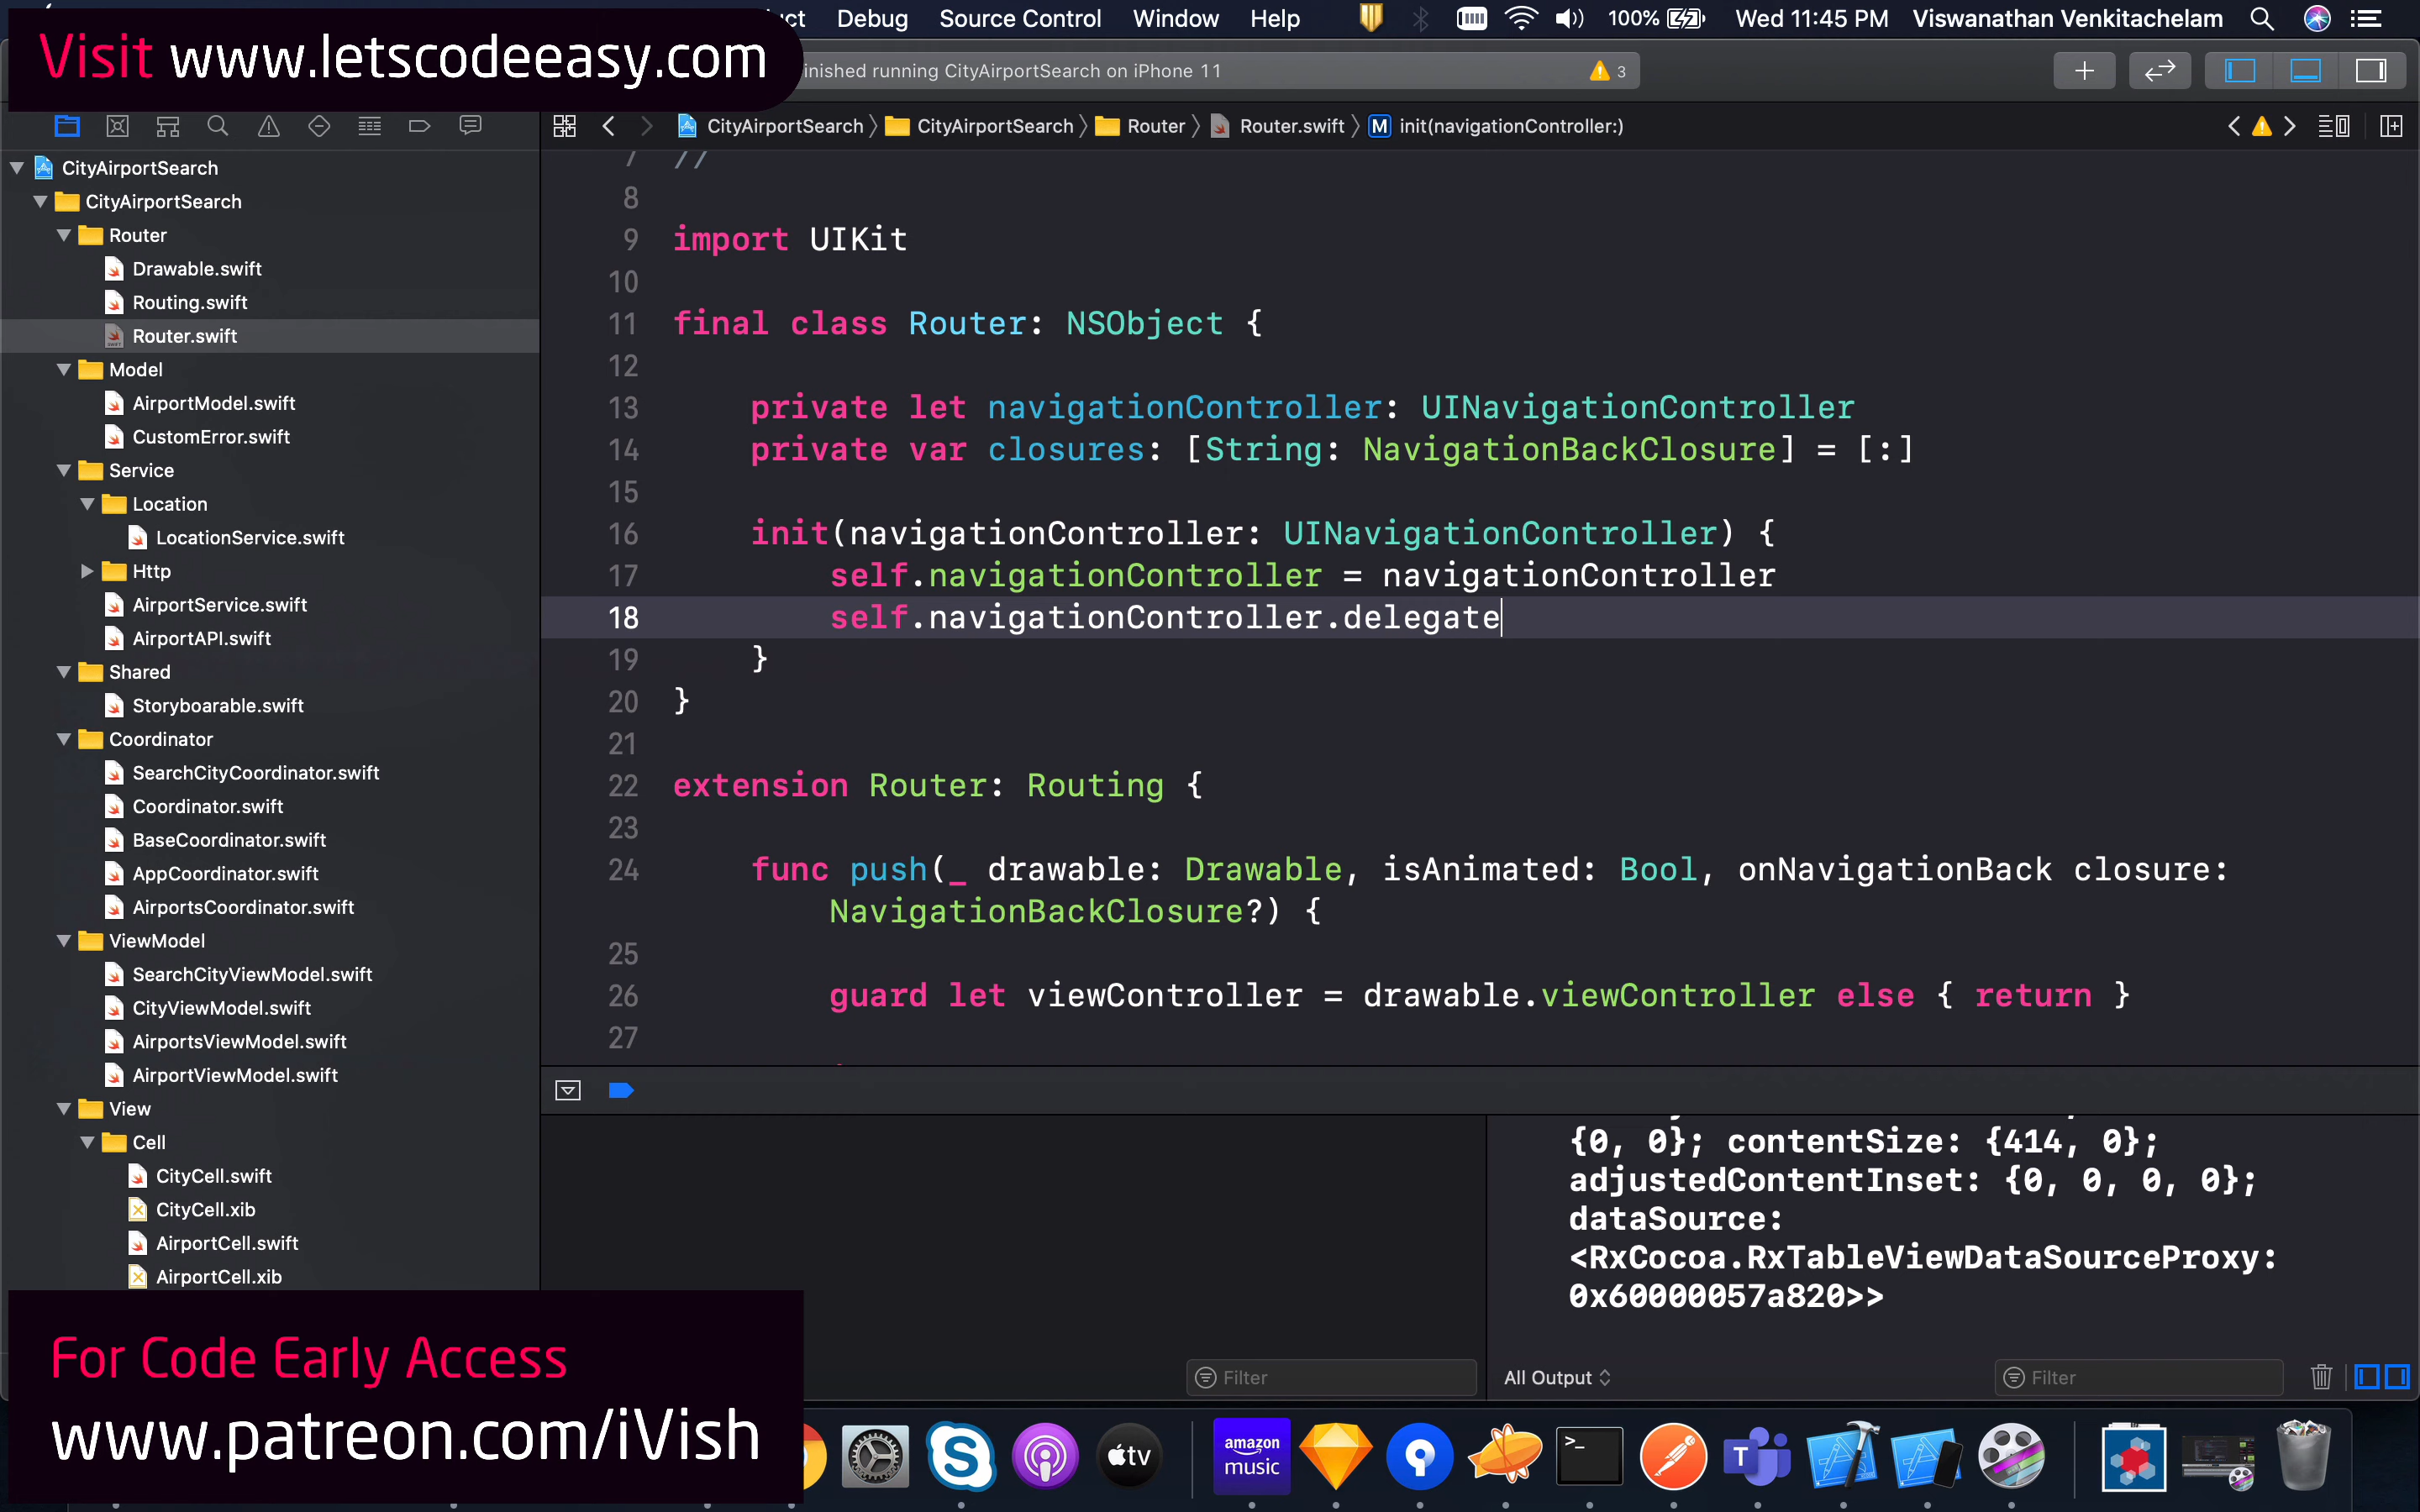 ct Debug Source Control Window Help 100% Wed 11:45 PM Viswanathan Venkitachelam
Visit www.letscodeeasy.com
inished running CityAirportSearch on iPhone 11
3
CityAirportSearch CityAirportSearch Router Router.swift M init(navigationController:)
CityAirportSearch
CityAirportSearch
Router
Drawable.swift
Routing.swift
Router.swift
Model
AirportModel.swift
CustomError.swift
Service
Location
LocationService.swift
Http
AirportService.swift
AirportAPI.swift
Shared
Storyboarable.swift
Coordinator
SearchCityCoordinator.swift
Coordinator.swift
BaseCoordinator.swift
AppCoordinator.swift
AirportsCoordinator.swift
ViewModel
SearchCityViewModel.swift
CityViewModel.swift
AirportsViewModel.swift
AirportViewModel.swift
View
Cell
CityCell.swift
CityCell.xib
AirportCell.swift
AirportCell.xib
7 //
8
9 import UIKit
10
11 final class Router: NSObject {
12
13 private let navigationController: UINavigationController
14 private var closures: [String: NavigationBackClosure] = [:]
15
16 init(navigationController: UINavigationController) {
17 self.navigationController = navigationController
18 self.navigationController.delegate
19 }
20 }
21
22 extension Router: Routing {
23
24 func push(_ drawable: Drawable, isAnimated: Bool, onNavigationBack closure:
NavigationBackClosure?) {
25
26 guard let viewController = drawable.viewController else { return }
27
{0, 0}; contentSize: {414, 0};
adjustedContentInset: {0, 0, 0, 0};
dataSource:
<RxCocoa.RxTableViewDataSourceProxy:
0x60000057a820>>
Filter
All Output
Filter
For Code Early Access
www.patreon.com/iVish
tv
amazon
music
>_
T